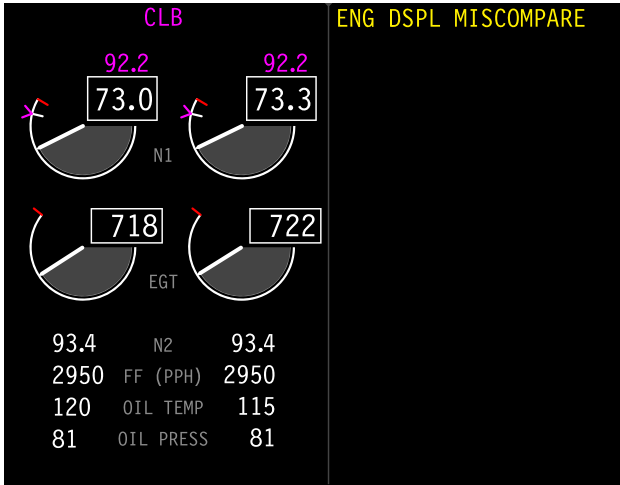 CLB
ENG DSPL MISCOMPARE
92.2 92.2
73.0 73.3
N1
718 722
EGT
93.4 N2 93.4
2950 FF (PPH) 2950
120 OIL TEMP 115
81 OIL PRESS 81